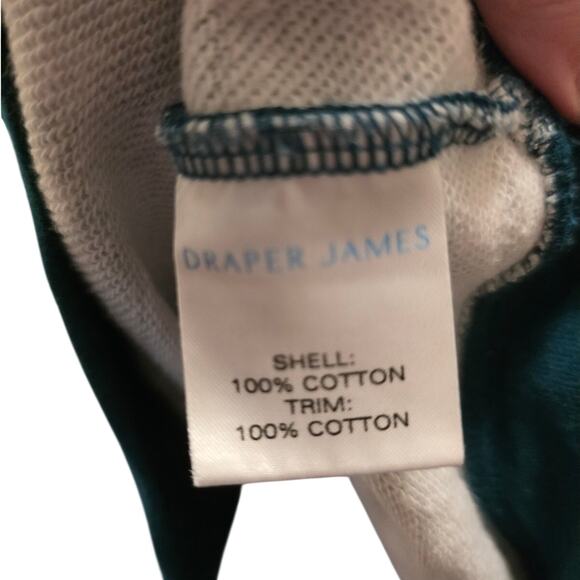 DRAPER JAMES
SHELL:
100% COTTON
TRIM:
100% COTTON